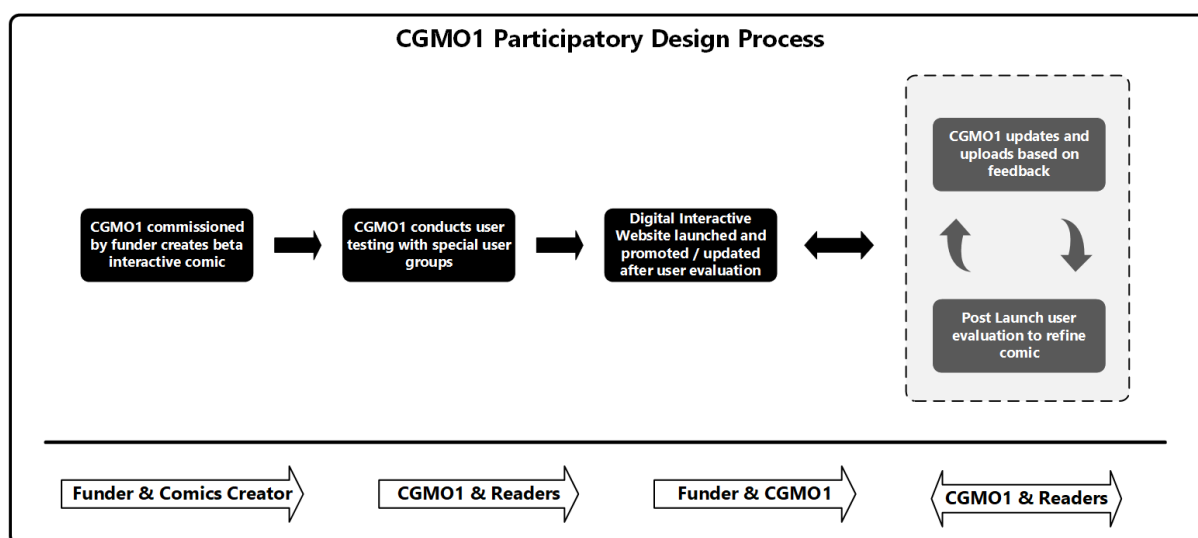 CGMO1 Participatory Design Process
CGMO1 updates and
uploads based on
feedback
CGMO1 commissioned
by funder creates beta
interactive comic
CGMO1 conducts user
testing with special user
groups
Digital Interactive
Website launched and
promoted / updated
after user evaluation
Post Launch user
evaluation to refine
comic
Funder & Comics Creator
CGMO1 & Readers
Funder & CGMO1
CGMO1 & Readers